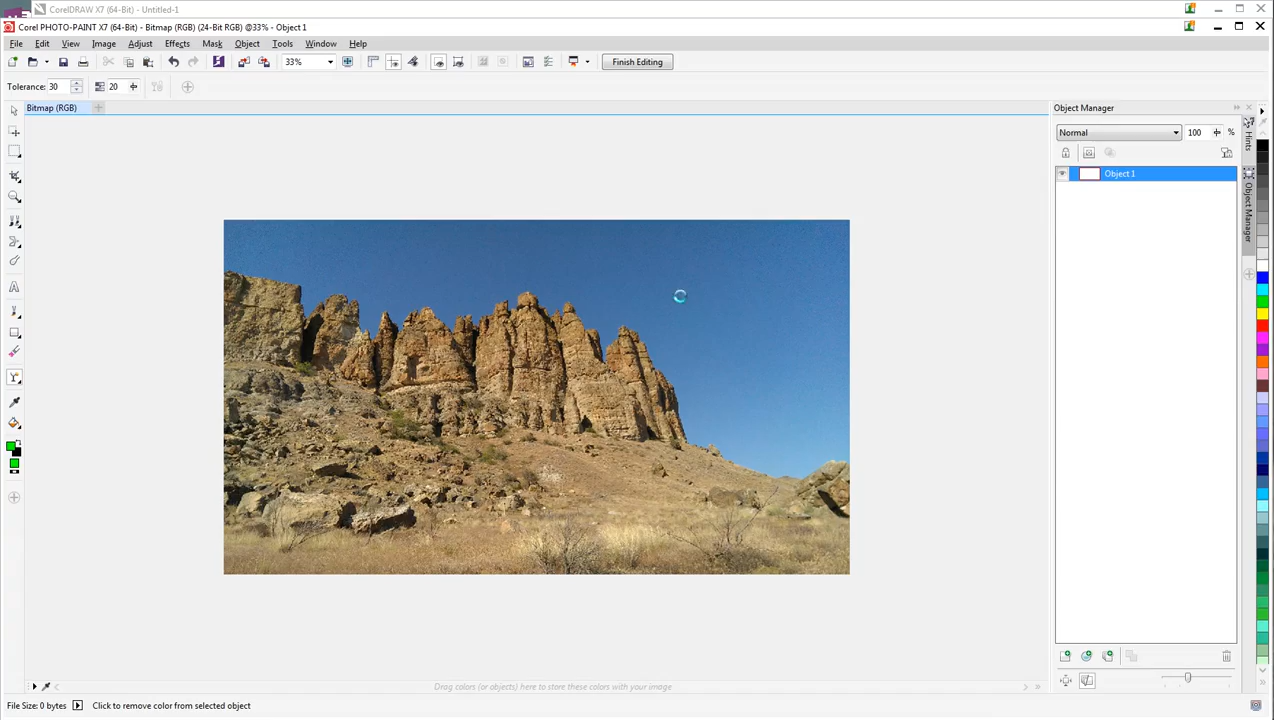 CorelDRAW X7 (64-Bit) - Untitled-1
Corel PHOTO-PAINT X7 (64-Bit) - Bitmap (RGB) (24-Bit RGB) @33% - Object 1
File Edit View Image Adjust Effects Mask Object Tools Window Help
33% Finish Editing
Tolerance: 30 20
Bitmap (RGB)
Object Manager
Normal 100 %
Hints
Object 1
Object Manager
Drag colors (or objects) here to store these colors with your image
File Size: 0 bytes Click to remove color from selected object